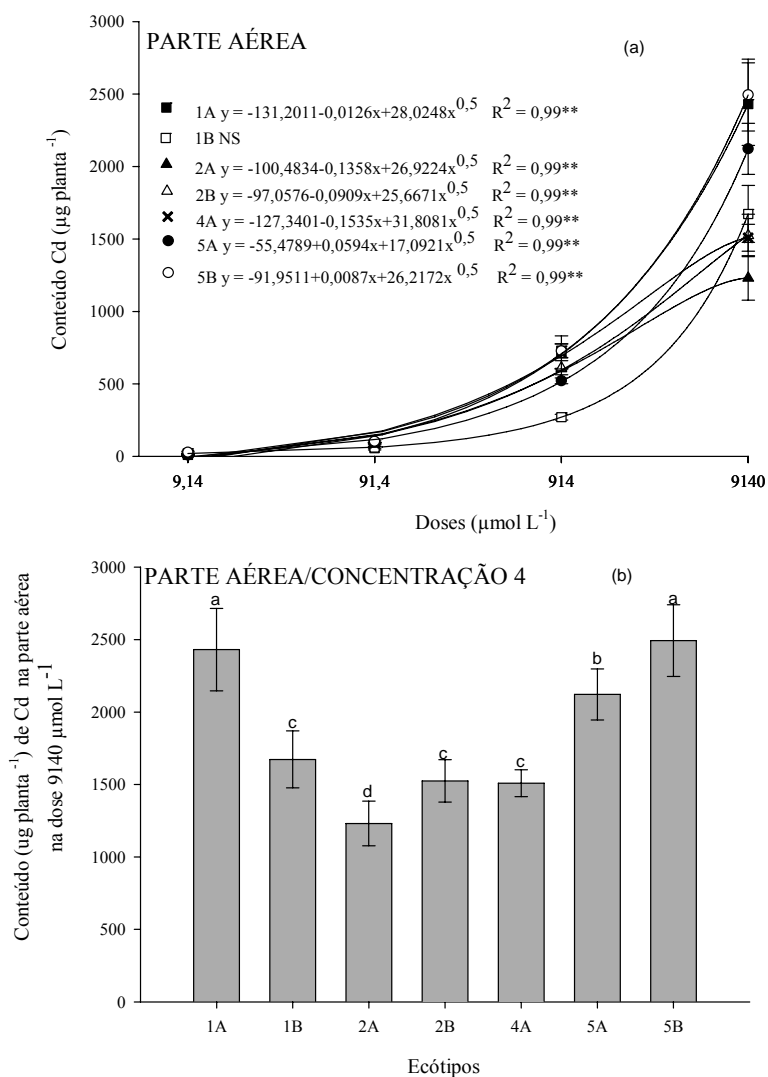 PARTE AÉREA
(a)
1A y = -131,2011-0,0126x+28,0248x^0,5 R^2 = 0,99**
1B NS
2A y = -100,4834-0,1358x+26,9224x^0,5 R^2 = 0,99**
2B y = -97,0576-0,0909x+25,6671x^0,5 R^2 = 0,99**
4A y = -127,3401-0,1535x+31,8081x^0,5 R^2 = 0,99**
5A y = -55,4789+0,0594x+17,0921x^0,5 R^2 = 0,99**
5B y = -91,9511+0,0087x+26,2172x^0,5 R^2 = 0,99**
Conteúdo Cd (µg planta^-1)
3000
2500
2000
1500
1000
500
0
9,14 91,4 914 9140
Doses (µmol L^-1)
PARTE AÉREA/CONCENTRAÇÃO 4
(b)
Conteúdo (ug planta^-1) de Cd na parte aérea
na dose 9140 µmol L^-1
3000
2500
2000
1500
1000
500
0
a c d c c b a
1A 1B 2A 2B 4A 5A 5B
Ecótipos